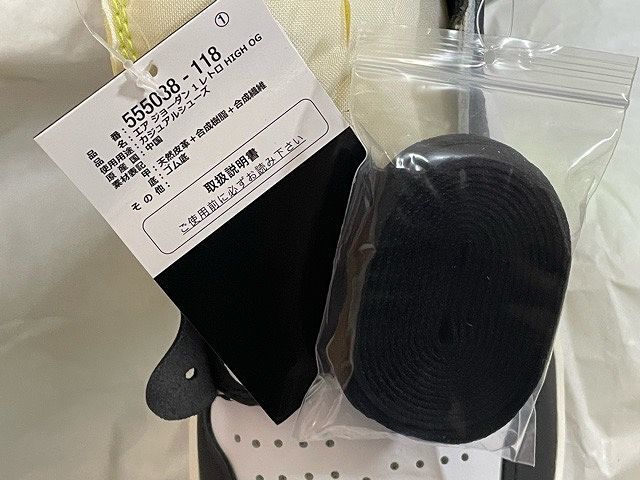 ①
品番：555038-118
品名：エア ジョーダン 1 レトロ HIGH OG
使用用途：カジュアルシューズ
原産国：中国
素材表記 甲：天然皮革＋合成樹脂＋合成繊維
底：ゴム底
その他：
取扱説明書
ご使用前に必ずお読み下さい